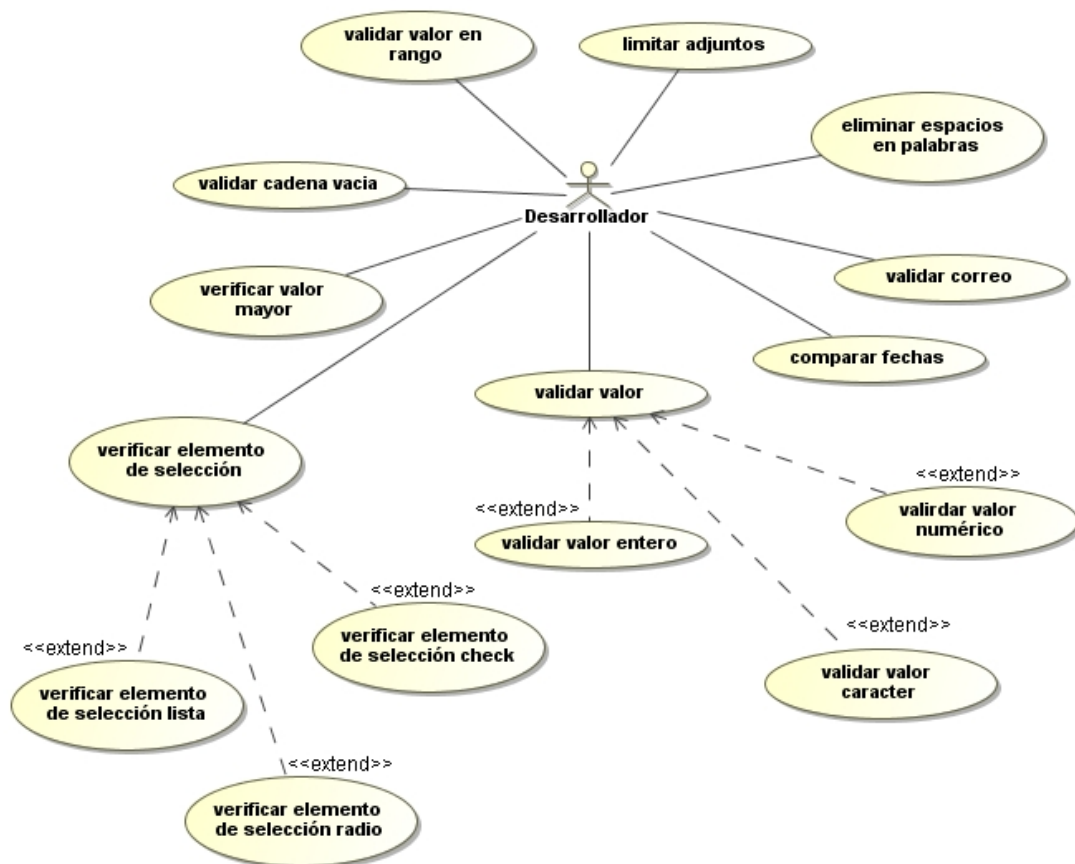 validar valor en
rango
limitar adjuntos
eliminar espacios
en palabras
validar cadena vacia
Desarrollador
verificar valor
mayor
validar correo
comparar fechas
validar valor
verificar elemento
de selección
<<extend>>
valirdar valor
numérico
<<extend>>
validar valor entero
<<extend>>
verificar elemento
de selección check
<<extend>>
validar valor
caracter
<<extend>>
verificar elemento
de selección lista
<<extend>>
verificar elemento
de selección radio